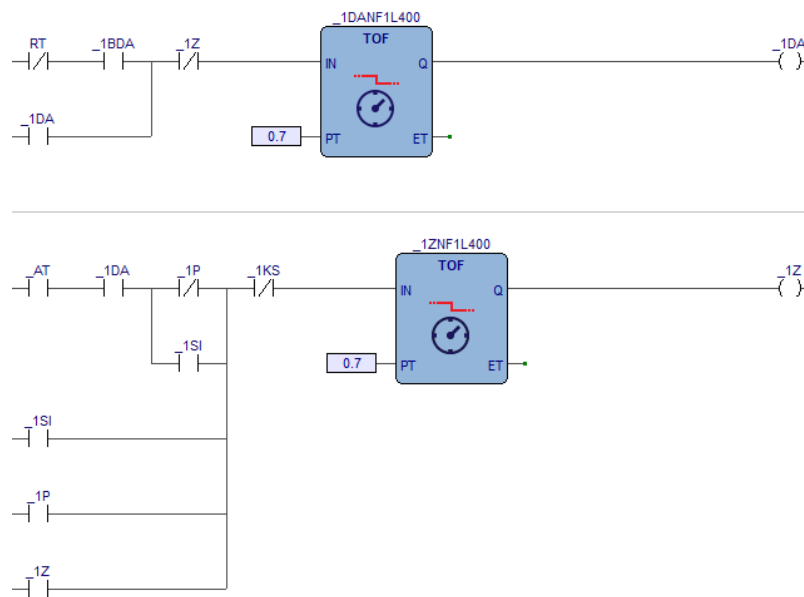 _1DANF1L400
RT _1BDA _1Z TOF _1DA
IN Q
_1DA
0.7 PT ET
_1ZNF1L400
_AT _1DA _1P _1KS TOF _1Z
IN Q
_1SI
0.7 PT ET
_1SI
_1P
_1Z